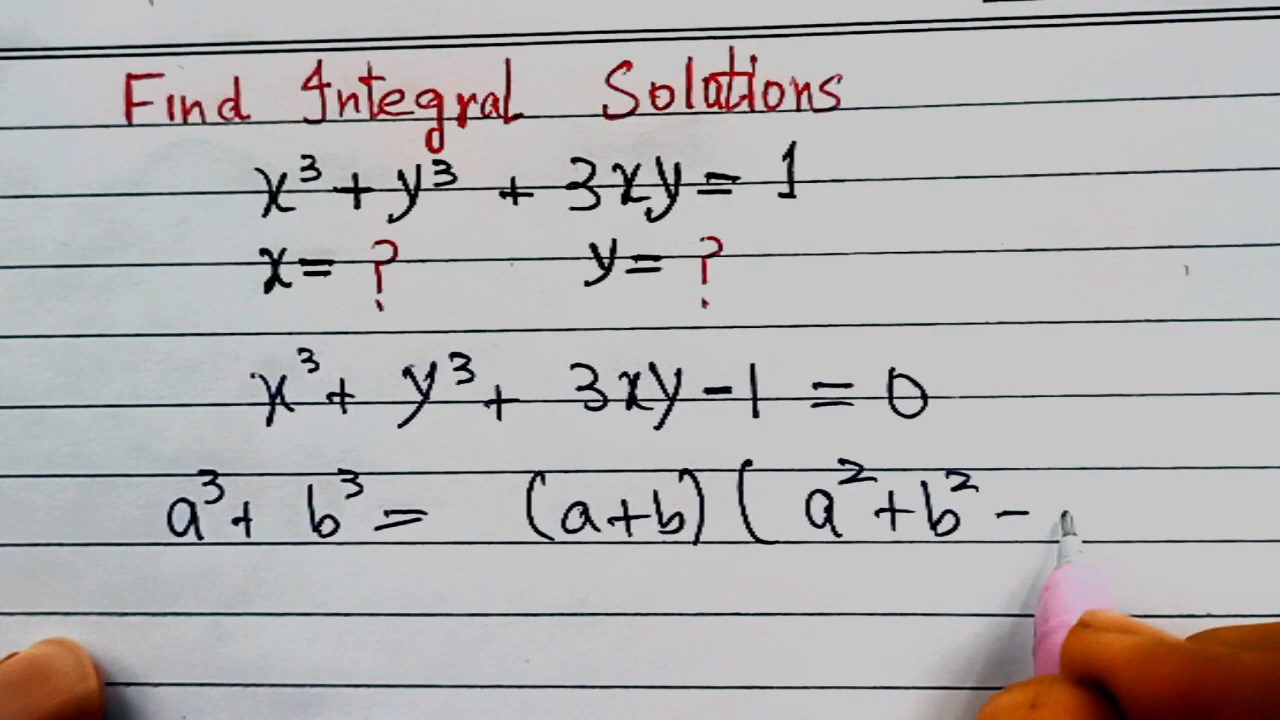 Find Integral Solutions
x³ + y³ + 3xy = 1
x = ? y = ?
x³ + y³ + 3xy - 1 = 0
a³ + b³ = (a+b) ( a² + b² -